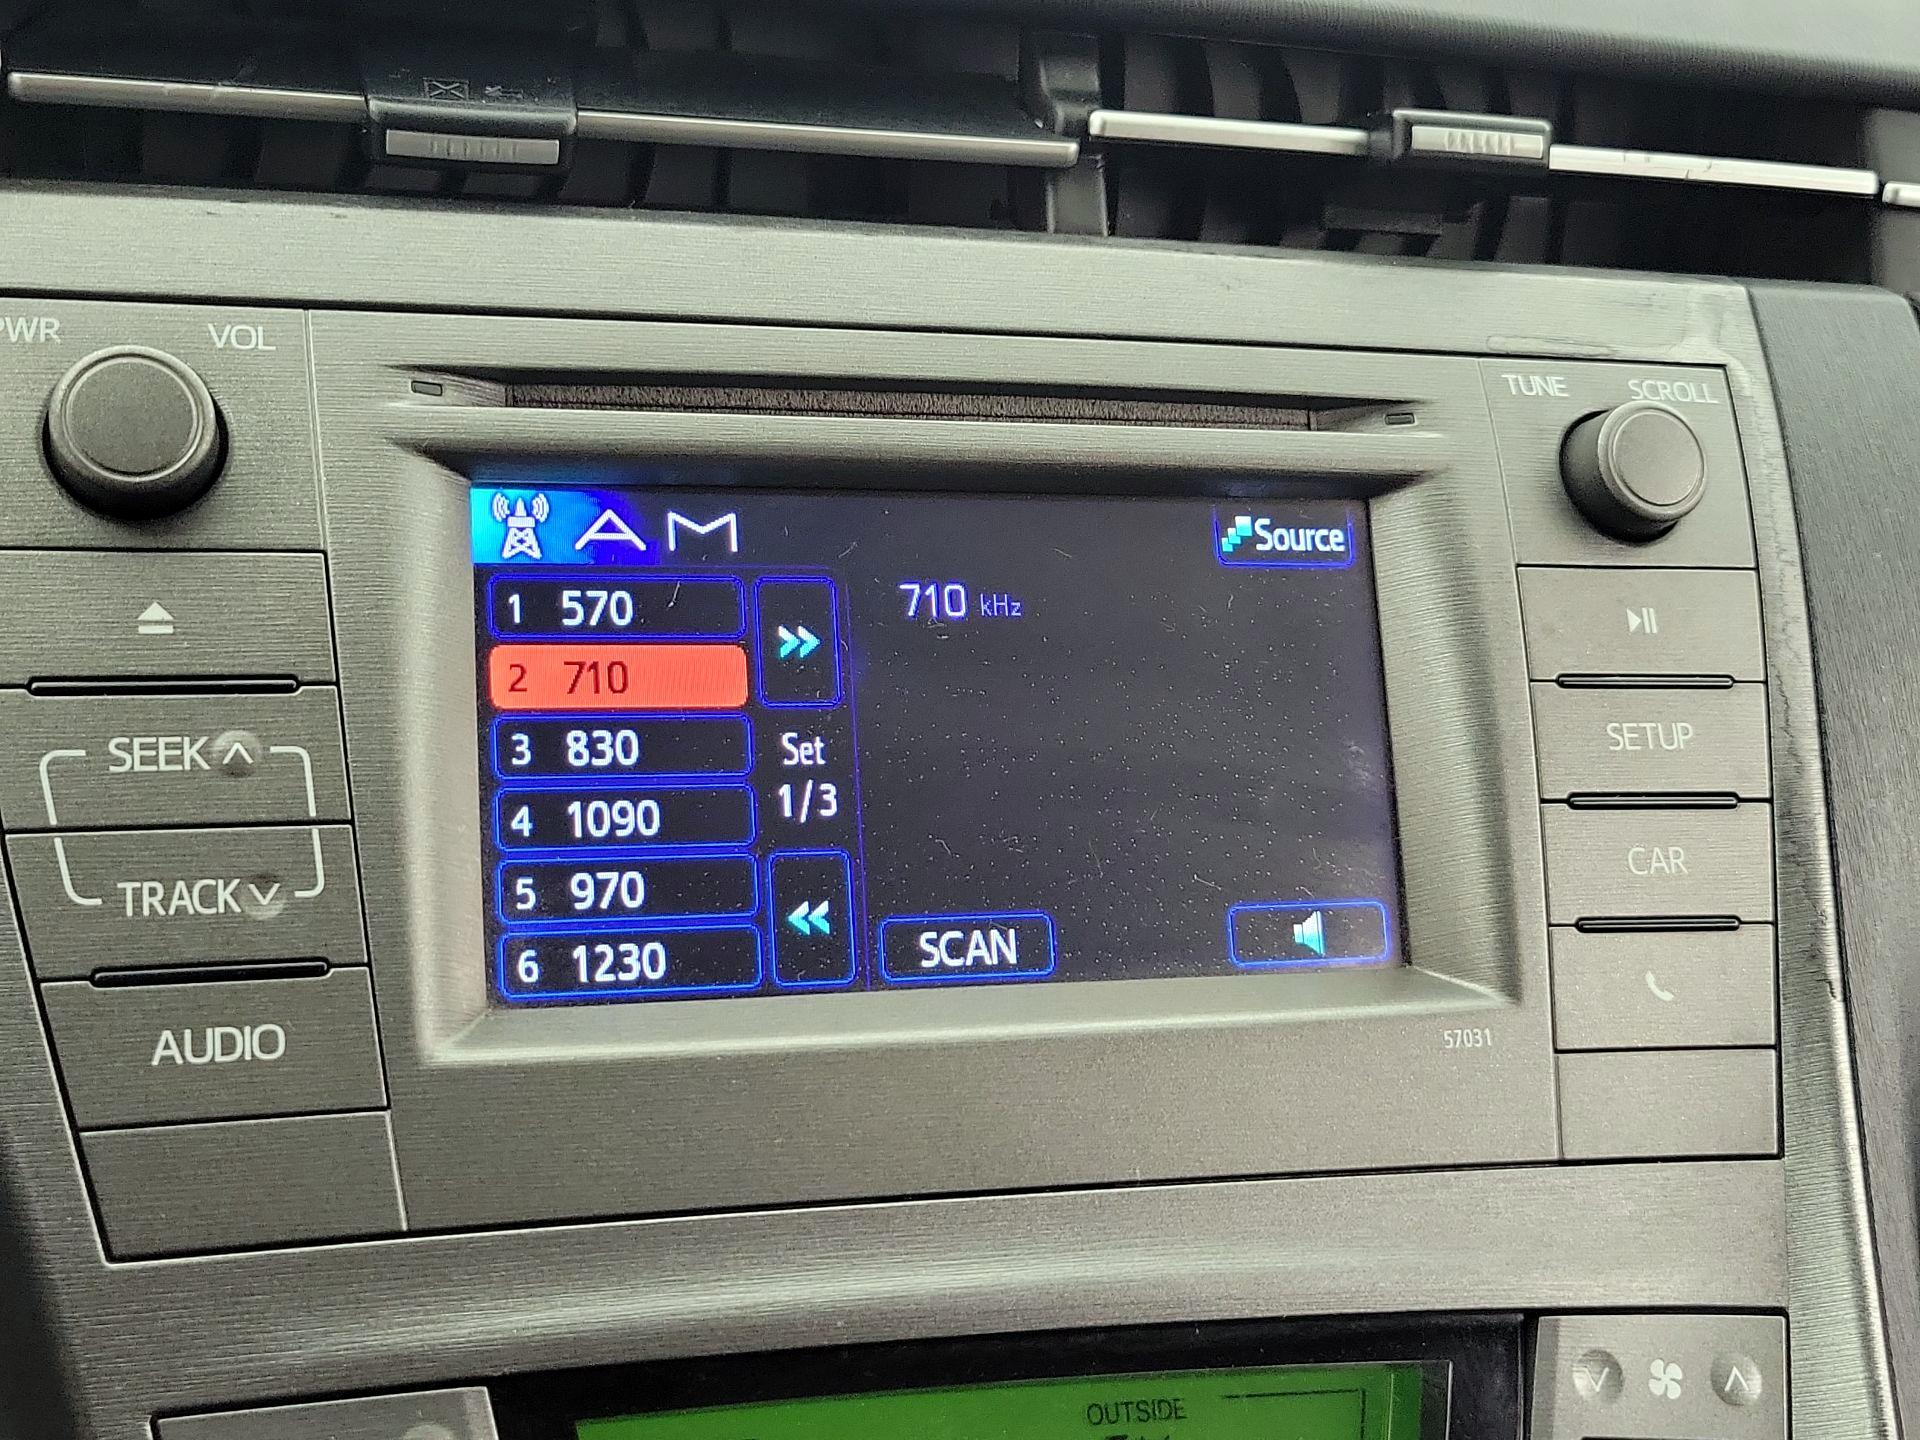 PWR VOL
TUNE SCROLL
AM
Source
1 570
710 kHz
2 710
3 830
Set
1/3
4 1090
5 970
6 1230
SCAN
SEEK
TRACK
AUDIO
SETUP
CAR
57031
OUTSIDE